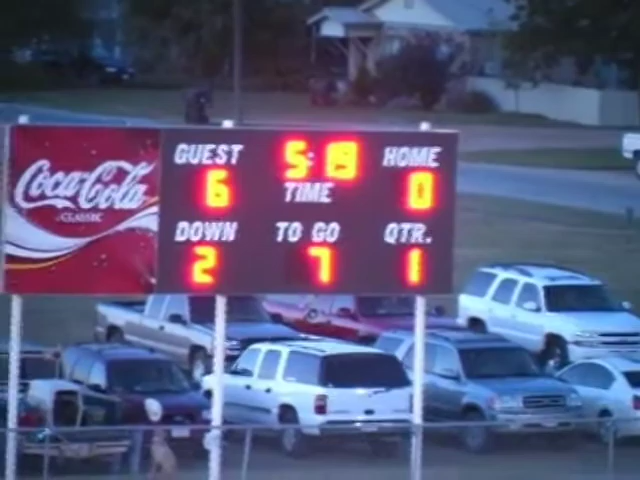 Coca-Cola
CLASSIC
GUEST 5:19 HOME
6 TIME 0
DOWN TO GO QTR.
2 7 1